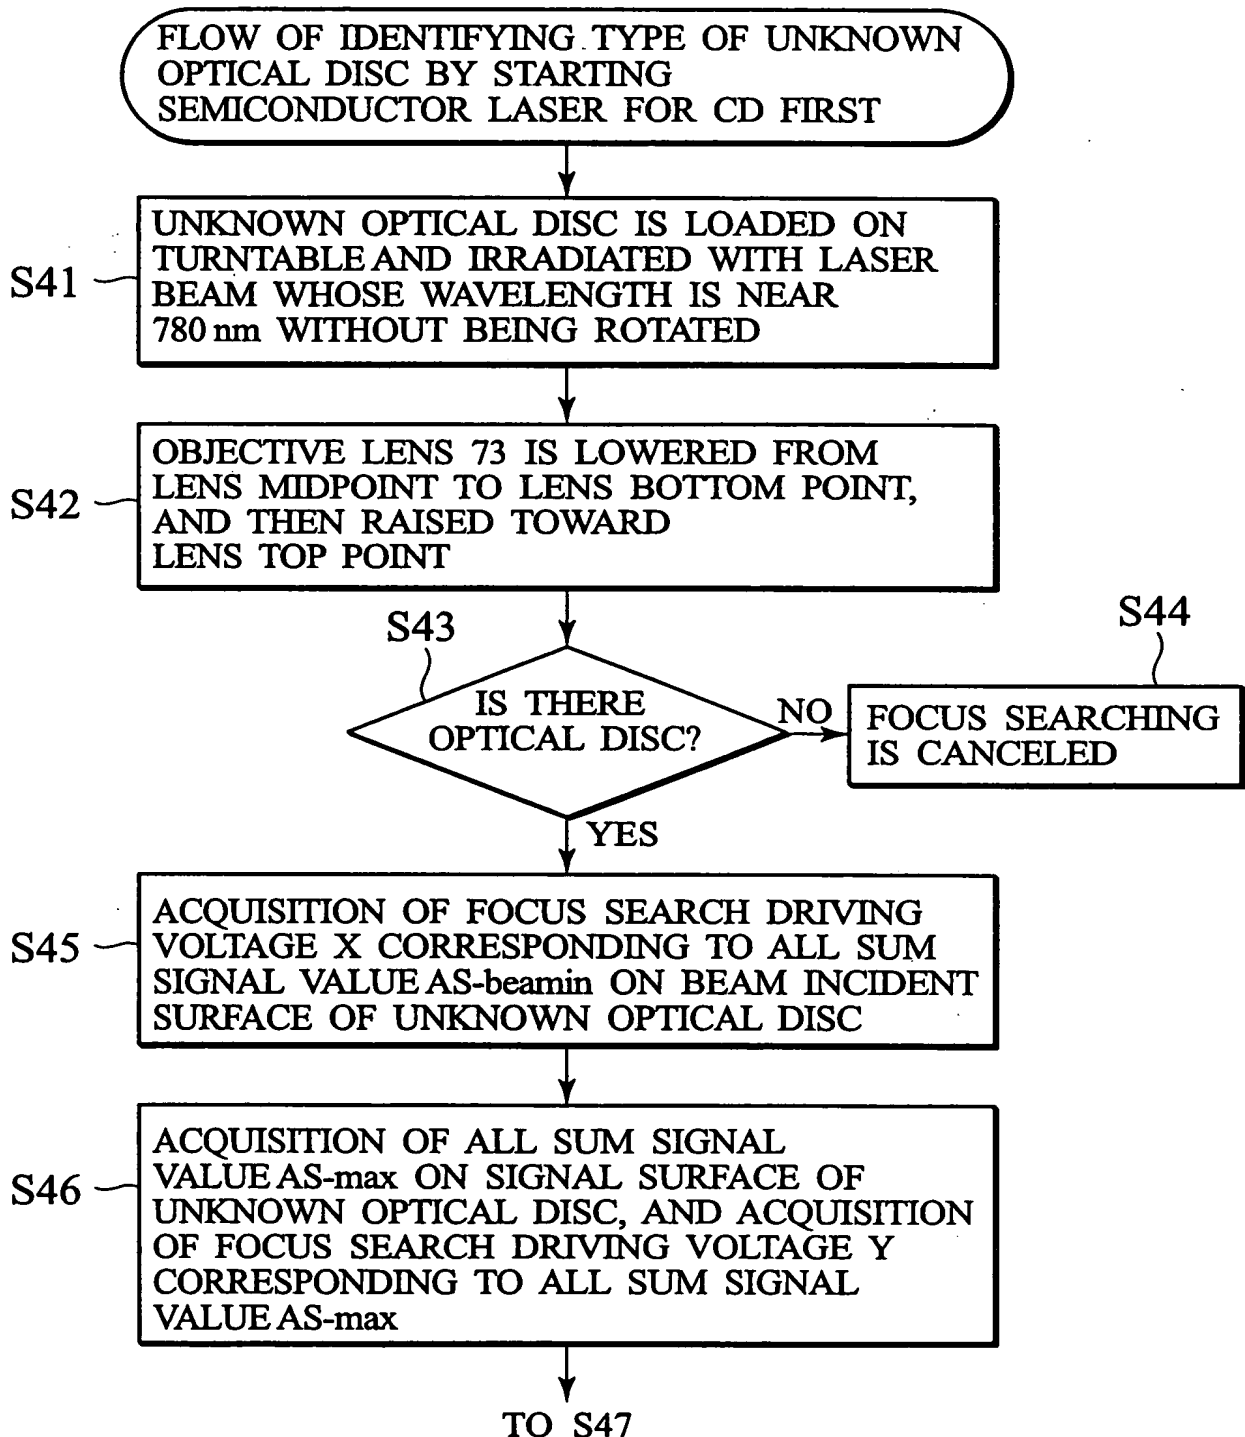 FLOW OF IDENTIFYING TYPE OF UNKNOWN
OPTICAL DISC BY STARTING
SEMICONDUCTOR LASER FOR CD FIRST
S41
UNKNOWN OPTICAL DISC IS LOADED ON
TURNTABLE AND IRRADIATED WITH LASER
BEAM WHOSE WAVELENGTH IS NEAR
780 nm WITHOUT BEING ROTATED
S42
OBJECTIVE LENS 73 IS LOWERED FROM
LENS MIDPOINT TO LENS BOTTOM POINT,
AND THEN RAISED TOWARD
LENS TOP POINT
S43
IS THERE
OPTICAL DISC?
NO
S44
FOCUS SEARCHING
IS CANCELED
YES
S45
ACQUISITION OF FOCUS SEARCH DRIVING
VOLTAGE X CORRESPONDING TO ALL SUM
SIGNAL VALUE AS-beamin ON BEAM INCIDENT
SURFACE OF UNKNOWN OPTICAL DISC
S46
ACQUISITION OF ALL SUM SIGNAL
VALUE AS-max ON SIGNAL SURFACE OF
UNKNOWN OPTICAL DISC, AND ACQUISITION
OF FOCUS SEARCH DRIVING VOLTAGE Y
CORRESPONDING TO ALL SUM SIGNAL
VALUE AS-max
TO S47